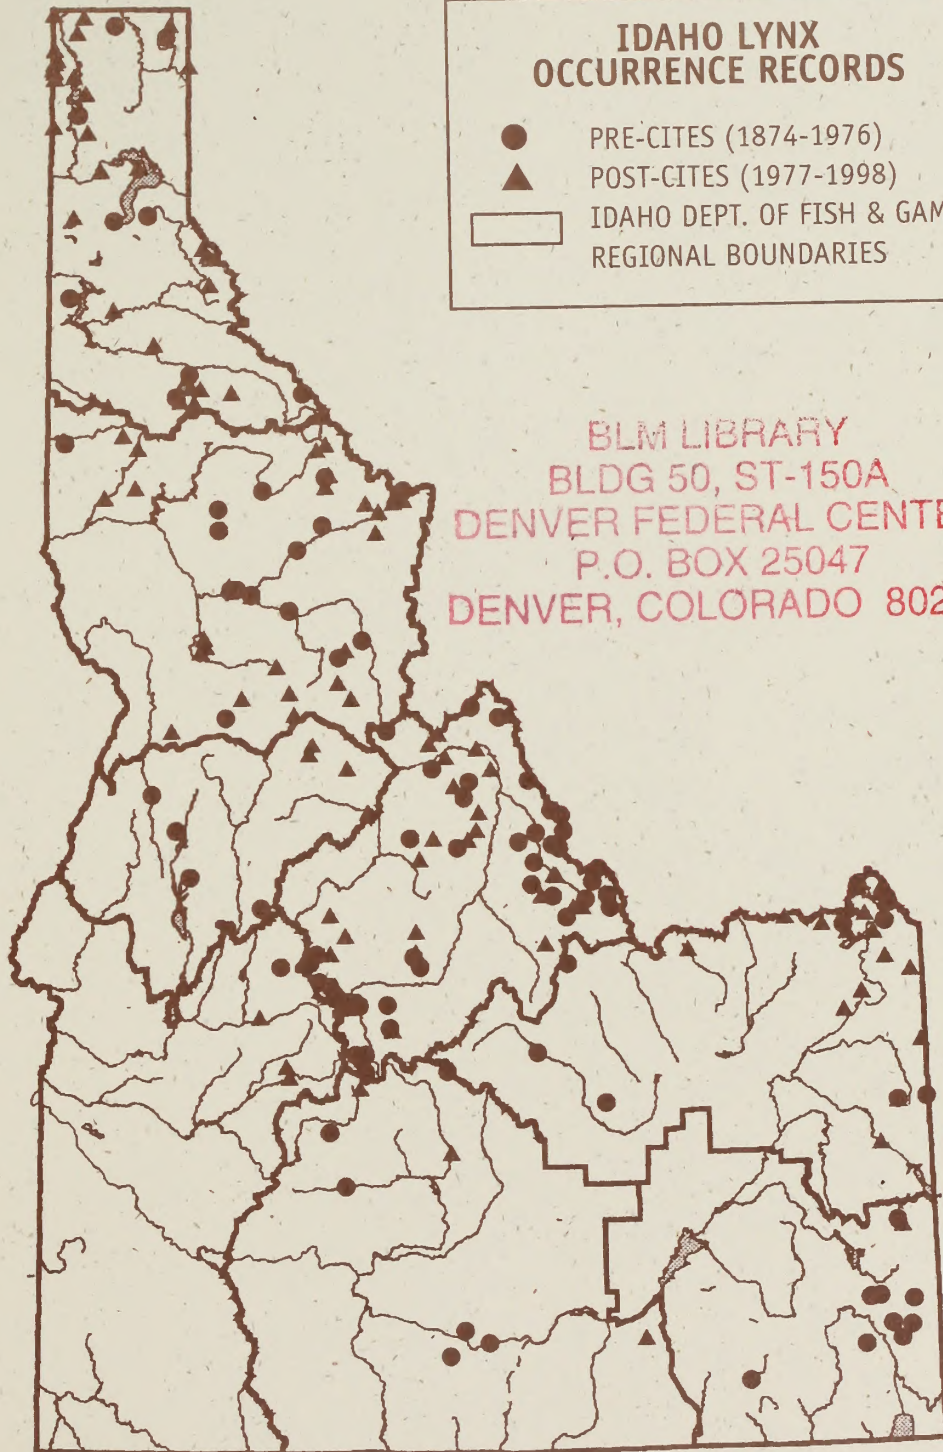 IDAHO LYNX
OCCURRENCE RECORDS
PRE-CITES (1874-1976)
POST-CITES (1977-1998)
IDAHO DEPT. OF FISH & GAM
REGIONAL BOUNDARIES
BLM LIBRARY
BLDG 50, ST-150A
DENVER FEDERAL CENTE
P.O. BOX 25047
DENVER, COLORADO 802